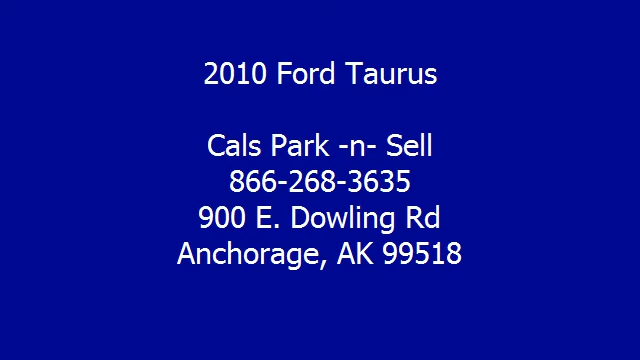 2010 Ford Taurus
Cals Park -n- Sell
866-268-3635
900 E. Dowling Rd
Anchorage, AK 99518